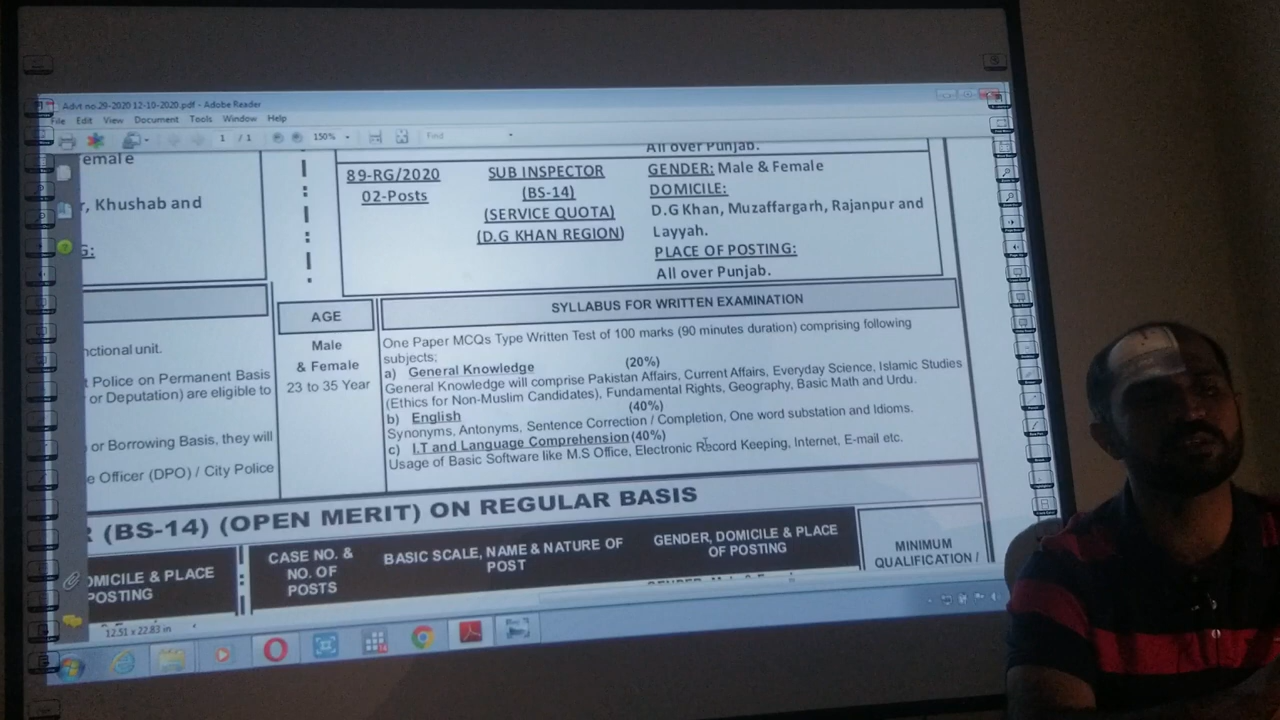 Advt no.29-2020 12-10-2020.pdf - Adobe Reader
File Edit View Document Tools Window Help
1 / 1 150% Find
emale
r, Khushab and
G:
nctional unit.
t Police on Permanent Basis
or Deputation) are eligible to
or Borrowing Basis, they will
e Officer (DPO) / City Police
AGE
Male
& Female
23 to 35 Year
All over Punjab.
89-RG/2020
02-Posts
SUB INSPECTOR
(BS-14)
(SERVICE QUOTA)
(D.G KHAN REGION)
GENDER: Male & Female
DOMICILE:
D.G Khan, Muzaffargarh, Rajanpur and
Layyah.
PLACE OF POSTING:
All over Punjab.
SYLLABUS FOR WRITTEN EXAMINATION
One Paper MCQs Type Written Test of 100 marks (90 minutes duration) comprising following
subjects;
a) General Knowledge (20%)
General Knowledge will comprise Pakistan Affairs, Current Affairs, Everyday Science, Islamic Studies
(Ethics for Non-Muslim Candidates), Fundamental Rights, Geography, Basic Math and Urdu.
b) English (40%)
Synonyms, Antonyms, Sentence Correction / Completion, One word substation and Idioms.
c) I.T and Language Comprehension (40%)
Usage of Basic Software like M.S Office, Electronic Record Keeping, Internet, E-mail etc.
R (BS-14) (OPEN MERIT) ON REGULAR BASIS
OMICILE & PLACE
POSTING
CASE NO. &
NO. OF
POSTS
BASIC SCALE, NAME & NATURE OF
POST
GENDER, DOMICILE & PLACE
OF POSTING
MINIMUM
QUALIFICATION /
12.51 x 22.83 in